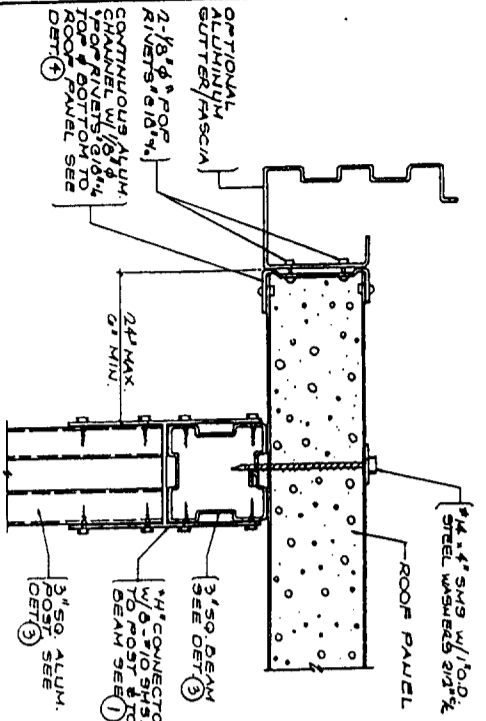 OPTIONAL
ALUMINUM
GUTTER/FASCIA
2-1/8"φ "POP
RIVETS" @18"%
CONTINUOUS ALUM.
CHANNEL W/ 1/8"φ
"POP RIVETS" @18"%
TOP & BOTTOM TO
ROOF PANEL SEE
DET. 4
24" MAX
6" MIN.
#14 x 4" SMS W/ 1" O.D.
STEEL WASHERS
ROOF PANEL
3" SQ. BEAM
SEE DET 3
"H" CONNECTO
W/ 8-#10 SMS.
TO POST & TO
BEAM SEE 1
3" SQ ALUM.
POST SEE
DET. 3